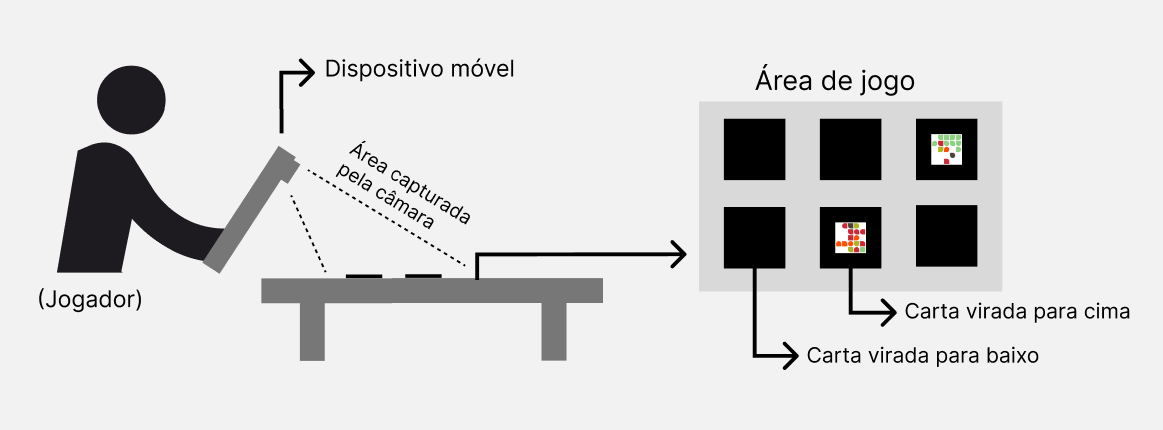 Dispositivo móvel
Área de jogo
Área capturada
pela câmara
(Jogador)
Carta virada para cima
Carta virada para baixo